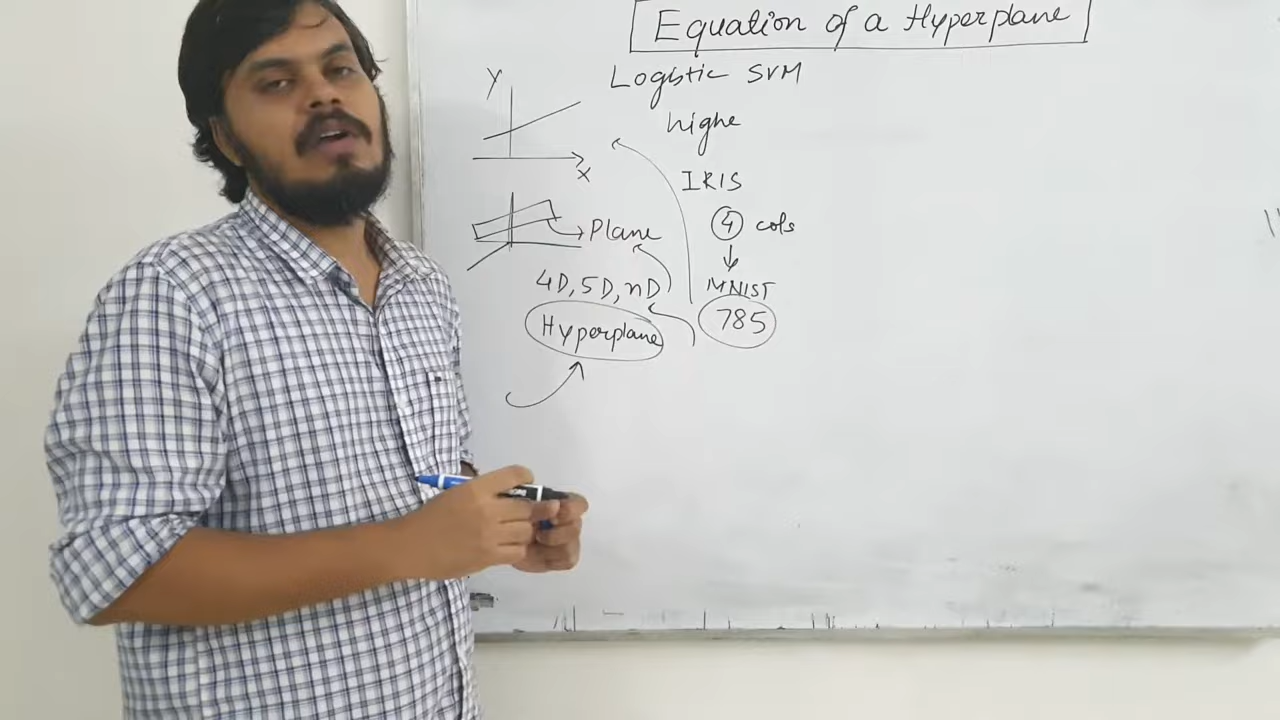 Equation of a Hyperplane
Logistic SVM
Y
highe
X
IRIS
4 cols
Plane
4D, 5D, nD
MNIST
785
Hyperplane